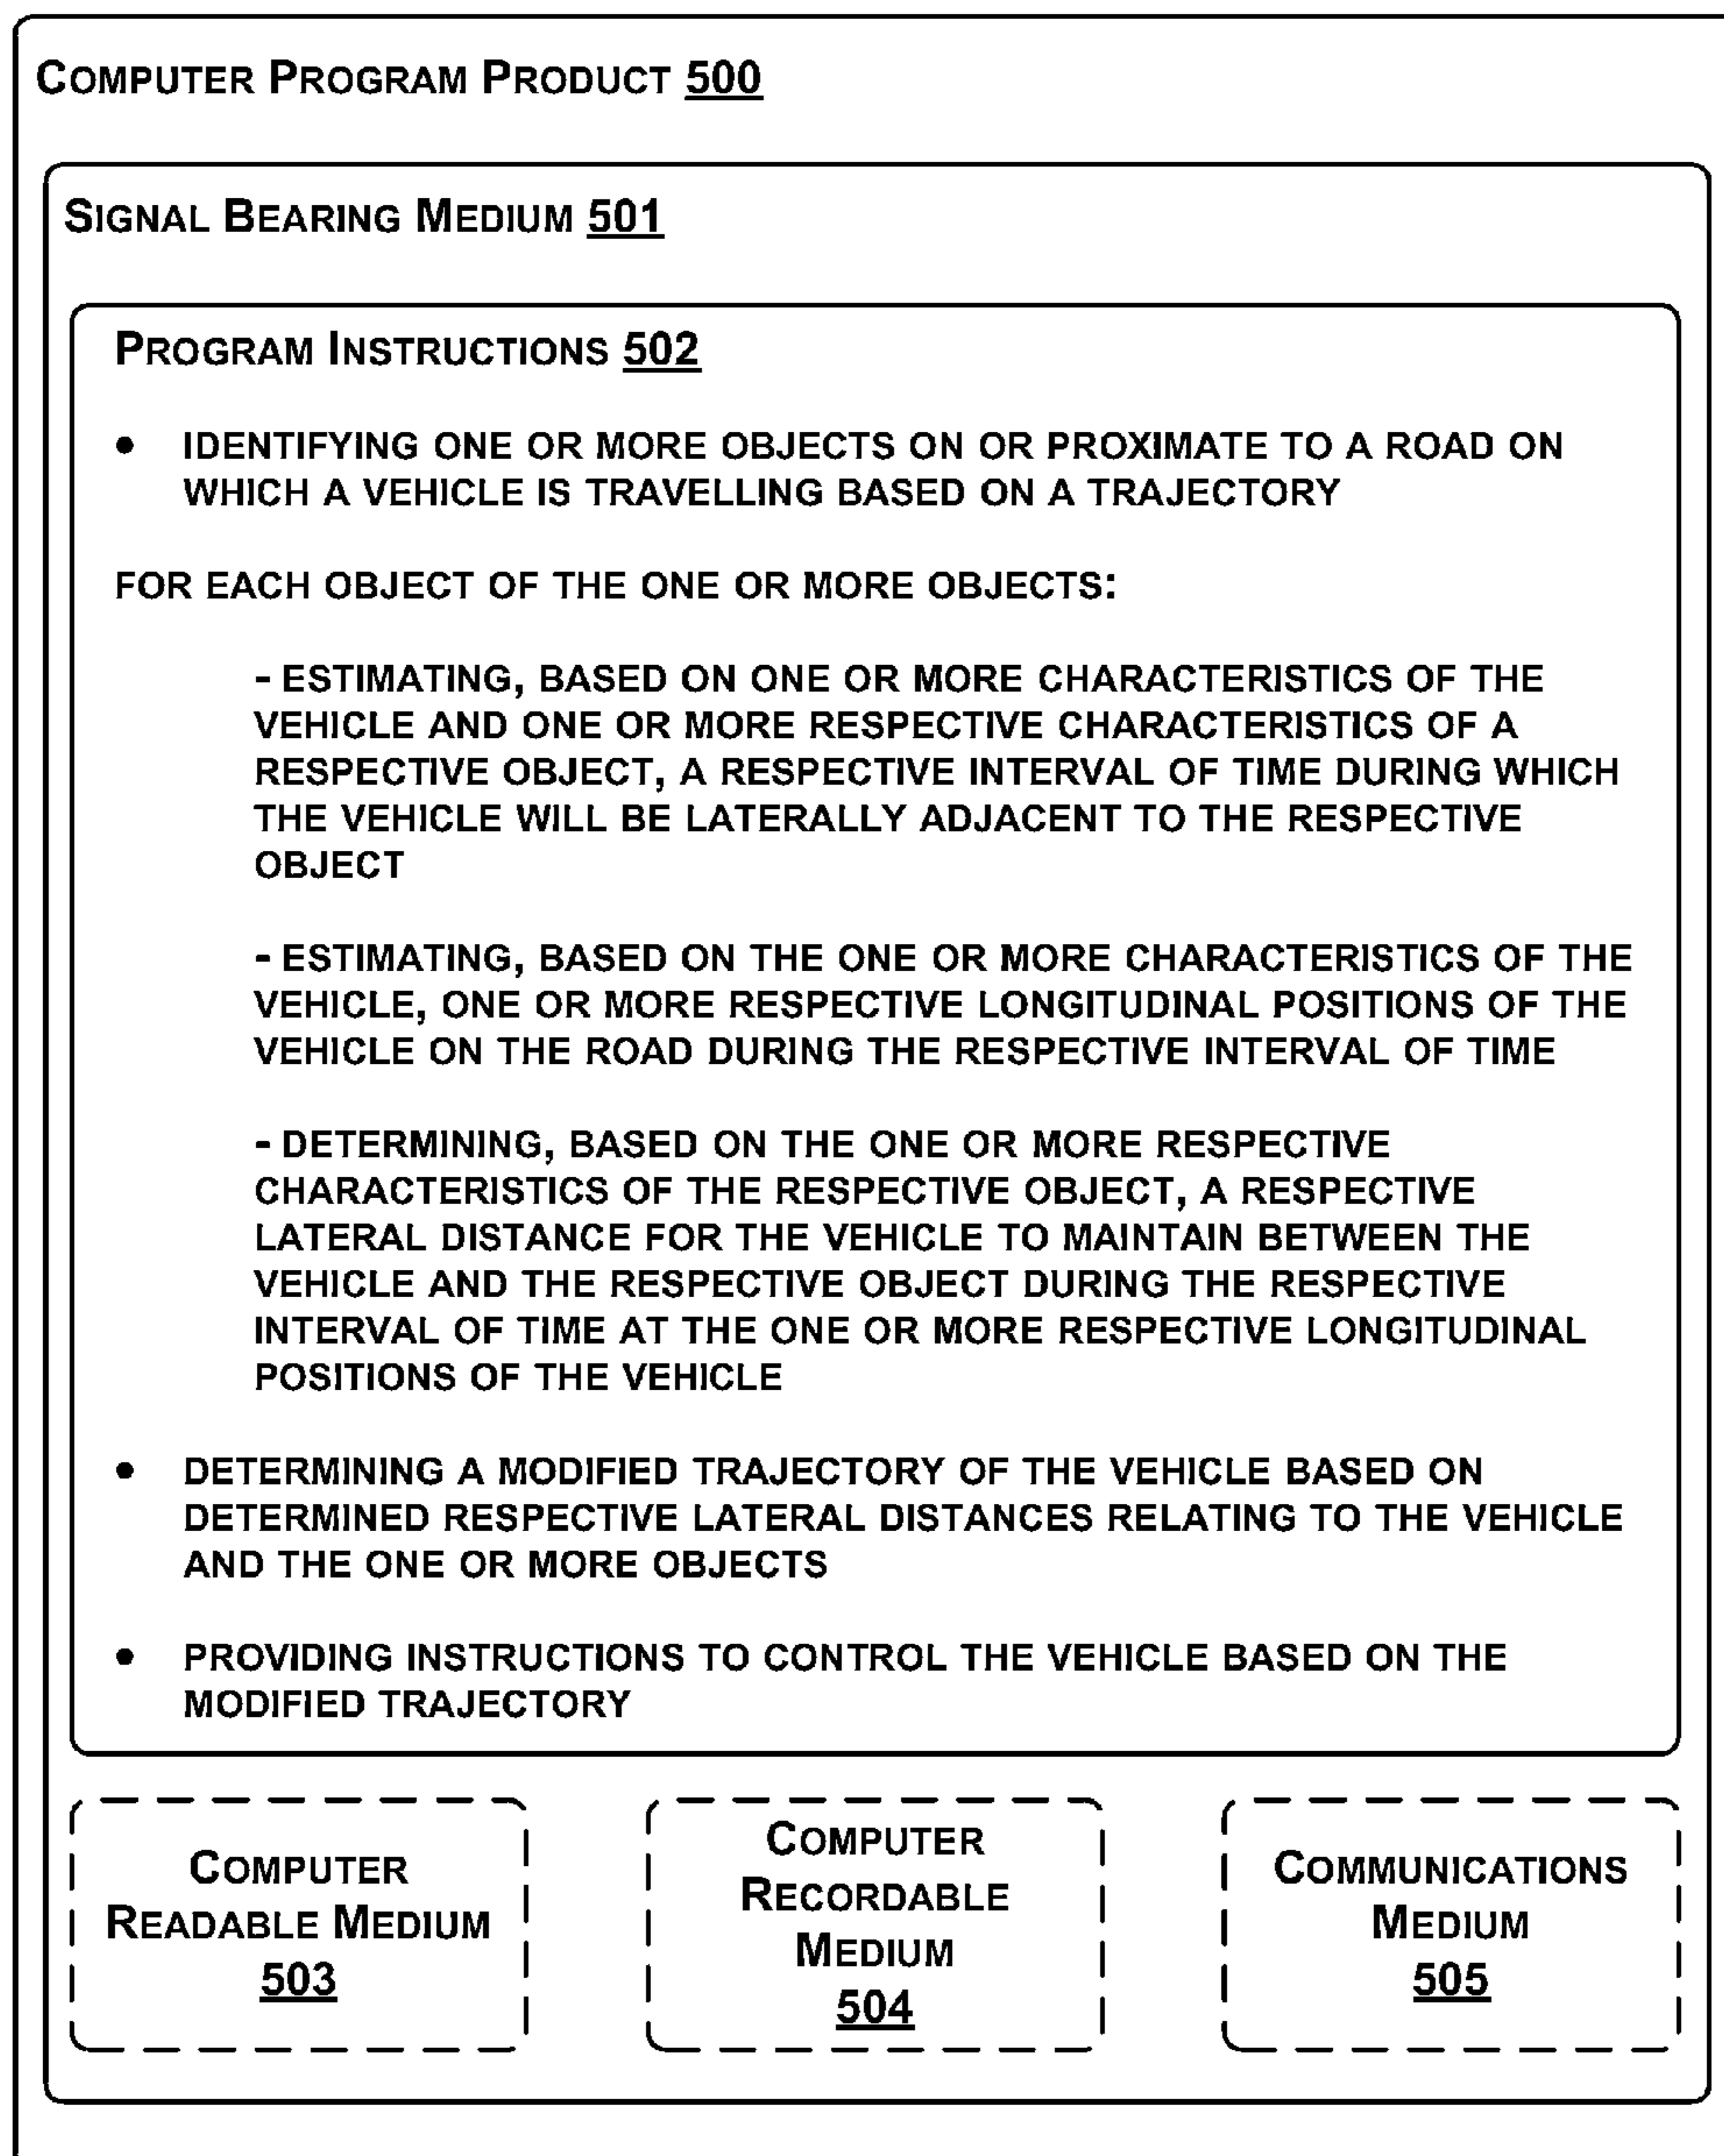 COMPUTER PROGRAM PRODUCT 500
SIGNAL BEARING MEDIUM 501
PROGRAM INSTRUCTIONS 502
• IDENTIFYING ONE OR MORE OBJECTS ON OR PROXIMATE TO A ROAD ON
WHICH A VEHICLE IS TRAVELLING BASED ON A TRAJECTORY
FOR EACH OBJECT OF THE ONE OR MORE OBJECTS:
- ESTIMATING, BASED ON ONE OR MORE CHARACTERISTICS OF THE
VEHICLE AND ONE OR MORE RESPECTIVE CHARACTERISTICS OF A
RESPECTIVE OBJECT, A RESPECTIVE INTERVAL OF TIME DURING WHICH
THE VEHICLE WILL BE LATERALLY ADJACENT TO THE RESPECTIVE
OBJECT
- ESTIMATING, BASED ON THE ONE OR MORE CHARACTERISTICS OF THE
VEHICLE, ONE OR MORE RESPECTIVE LONGITUDINAL POSITIONS OF THE
VEHICLE ON THE ROAD DURING THE RESPECTIVE INTERVAL OF TIME
- DETERMINING, BASED ON THE ONE OR MORE RESPECTIVE
CHARACTERISTICS OF THE RESPECTIVE OBJECT, A RESPECTIVE
LATERAL DISTANCE FOR THE VEHICLE TO MAINTAIN BETWEEN THE
VEHICLE AND THE RESPECTIVE OBJECT DURING THE RESPECTIVE
INTERVAL OF TIME AT THE ONE OR MORE RESPECTIVE LONGITUDINAL
POSITIONS OF THE VEHICLE
• DETERMINING A MODIFIED TRAJECTORY OF THE VEHICLE BASED ON
DETERMINED RESPECTIVE LATERAL DISTANCES RELATING TO THE VEHICLE
AND THE ONE OR MORE OBJECTS
• PROVIDING INSTRUCTIONS TO CONTROL THE VEHICLE BASED ON THE
MODIFIED TRAJECTORY
COMPUTER
READABLE MEDIUM
503
COMPUTER
RECORDABLE
MEDIUM
504
COMMUNICATIONS
MEDIUM
505